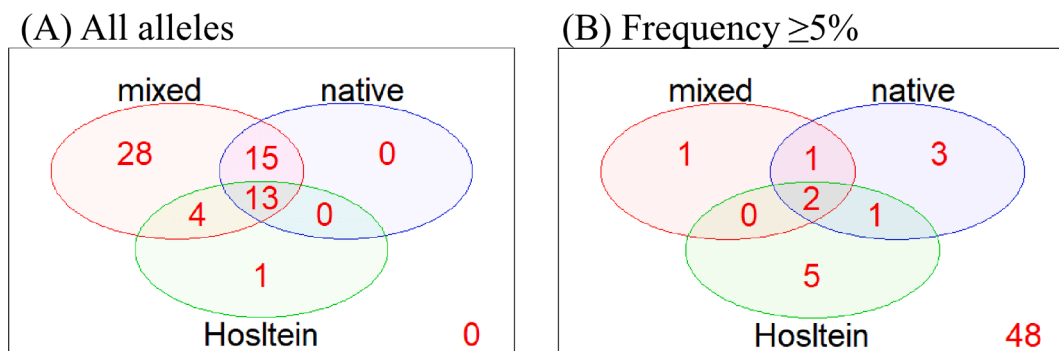 (A) All alleles
mixed native
28 15 0
13
4 0
1
Hosltein 0
(B) Frequency ≥5%
mixed native
1 1 3
2
0 1
5
Hosltein 48